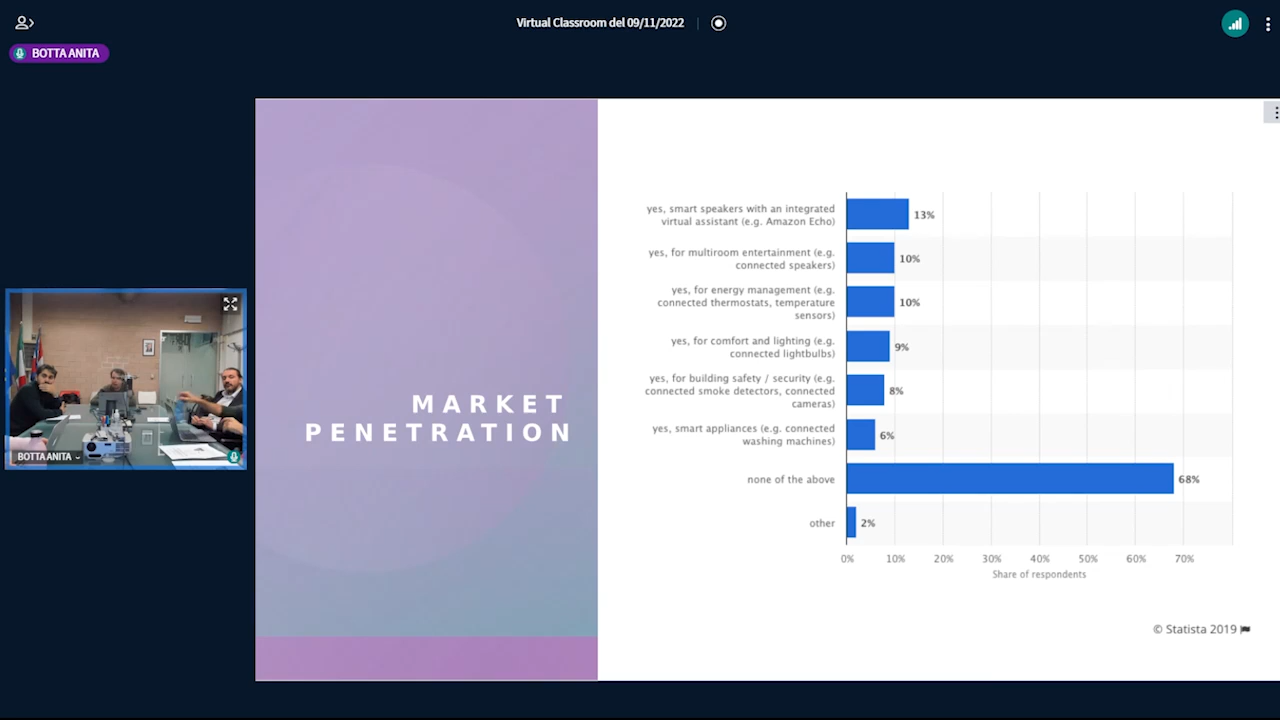 Virtual Classroom del 09/11/2022
BOTTA ANITA
BOTTA ANITA
MARKET
PENETRATION
yes, smart speakers with an integrated
virtual assistant (e.g. Amazon Echo)
13%
yes, for multiroom entertainment (e.g.
connected speakers)
10%
yes, for energy management (e.g.
connected thermostats, temperature
sensors)
10%
yes, for comfort and lighting (e.g.
connected lightbulbs)
9%
yes, for building safety / security (e.g.
connected smoke detectors, connected
cameras)
8%
yes, smart appliances (e.g. connected
washing machines)
6%
none of the above
68%
other
2%
0% 10% 20% 30% 40% 50% 60% 70%
Share of respondents
© Statista 2019